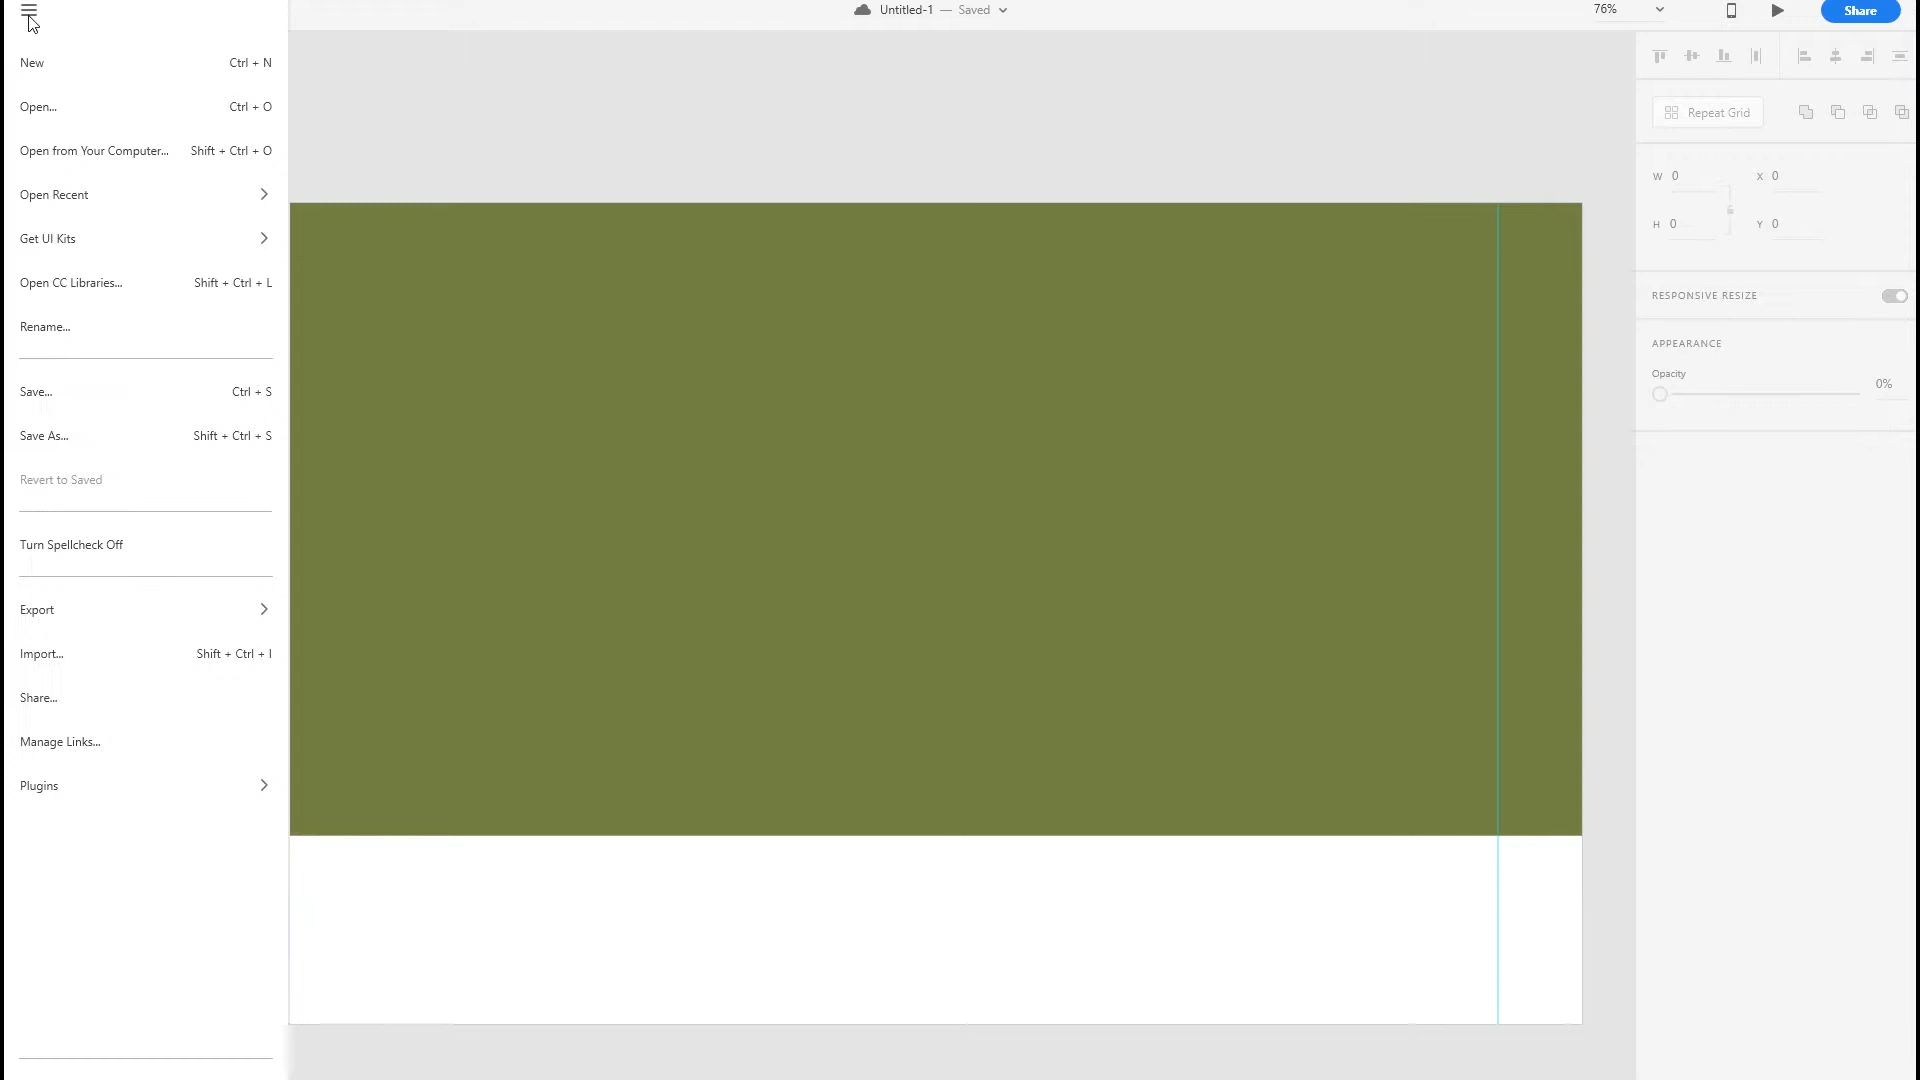 Untitled-1 — Saved
76%
Share
New Ctrl + N
Open... Ctrl + O
Open from Your Computer... Shift + Ctrl + O
Open Recent
Get UI Kits
Open CC Libraries... Shift + Ctrl + L
Rename...
Save... Ctrl + S
Save As... Shift + Ctrl + S
Revert to Saved
Turn Spellcheck Off
Export
Import... Shift + Ctrl + I
Share...
Manage Links...
Plugins
Repeat Grid
W 0 X 0
H 0 Y 0
RESPONSIVE RESIZE
APPEARANCE
Opacity
0%